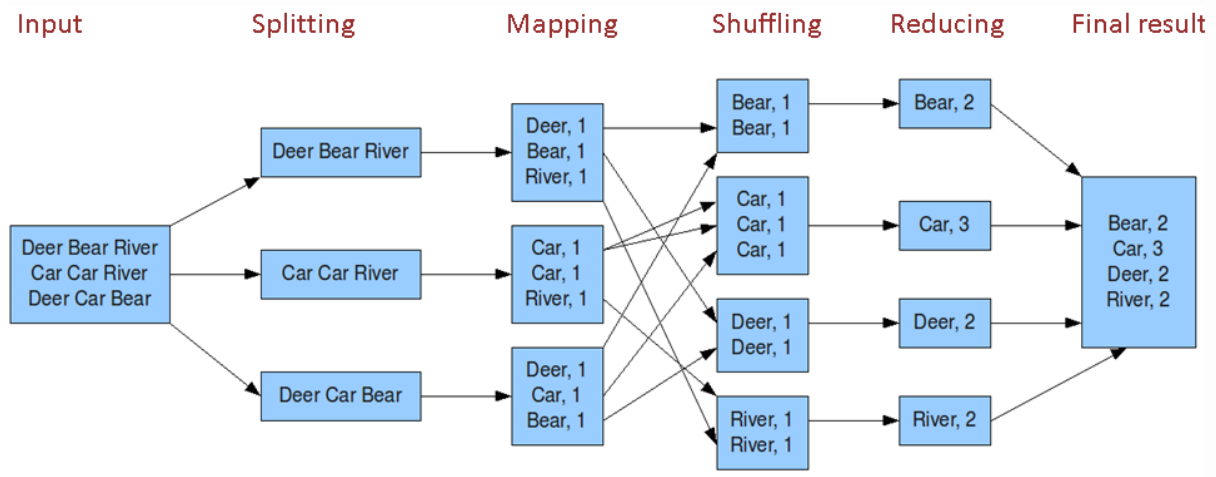 Input
Splitting
Mapping
Shuffling
Reducing
Final result
Deer Bear River
Car Car River
Deer Car Bear
Deer Bear River
Car Car River
Deer Car Bear
Deer, 1
Bear, 1
River, 1
Car, 1
Car, 1
River, 1
Deer, 1
Car, 1
Bear, 1
Bear, 1
Bear, 1
Car, 1
Car, 1
Car, 1
Deer, 1
Deer, 1
River, 1
River, 1
Bear, 2
Car, 3
Deer, 2
River, 2
Bear, 2
Car, 3
Deer, 2
River, 2